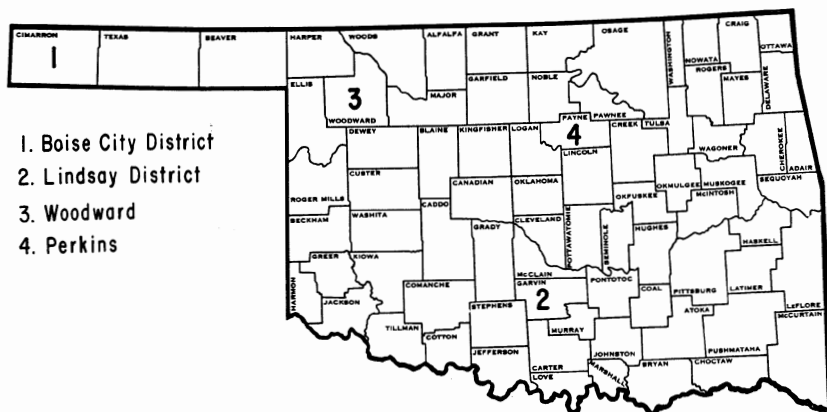 CIMARRON
TEXAS
BEAVER
HARPER
WOODS
ALFALFA
GRANT
KAY
OSAGE
WASHINGTON
NOWATA
CRAIG
OTTAWA
1
ELLIS
3
WOODWARD
MAJOR
GARFIELD
NOBLE
PAWNEE
ROGERS
MAYES
DELAWARE
1. Boise City District
2. Lindsay District
3. Woodward
4. Perkins
DEWEY
BLAINE
KINGFISHER
LOGAN
PAYNE
4
CREEK
TULSA
WAGONER
CHEROKEE
ADAIR
ROGER MILLS
CUSTER
CANADIAN
OKLAHOMA
LINCOLN
OKFUSKEE
OKMULGEE
MUSKOGEE
McINTOSH
SEQUOYAH
BECKHAM
WASHITA
CADDO
GRADY
CLEVELAND
POTTAWATOMIE
SEMINOLE
HUGHES
HASKELL
GREER
KIOWA
HARMON
JACKSON
COMANCHE
McCLAIN
GARVIN
2
PONTOTOC
COAL
PITTSBURG
LATIMER
LeFLORE
TILLMAN
COTTON
STEPHENS
MURRAY
ATOKA
PUSHMATAHA
McCURTAIN
JEFFERSON
CARTER
LOVE
JOHNSTON
MARSHALL
BRYAN
CHOCTAW